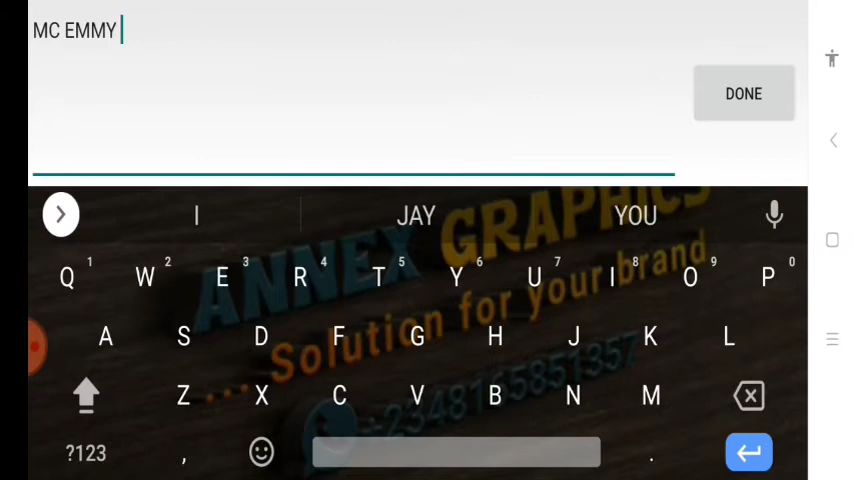 MC EMMY
DONE
I JAY YOU
ANNEX GRAPHICS
... Solution for your brand
+2348165851357
Q 1 W 2 E 3 R 4 T 5 Y 6 U 7 I 8 O 9 P 0
A S D F G H J K L
Z X C V B N M
?123 , .